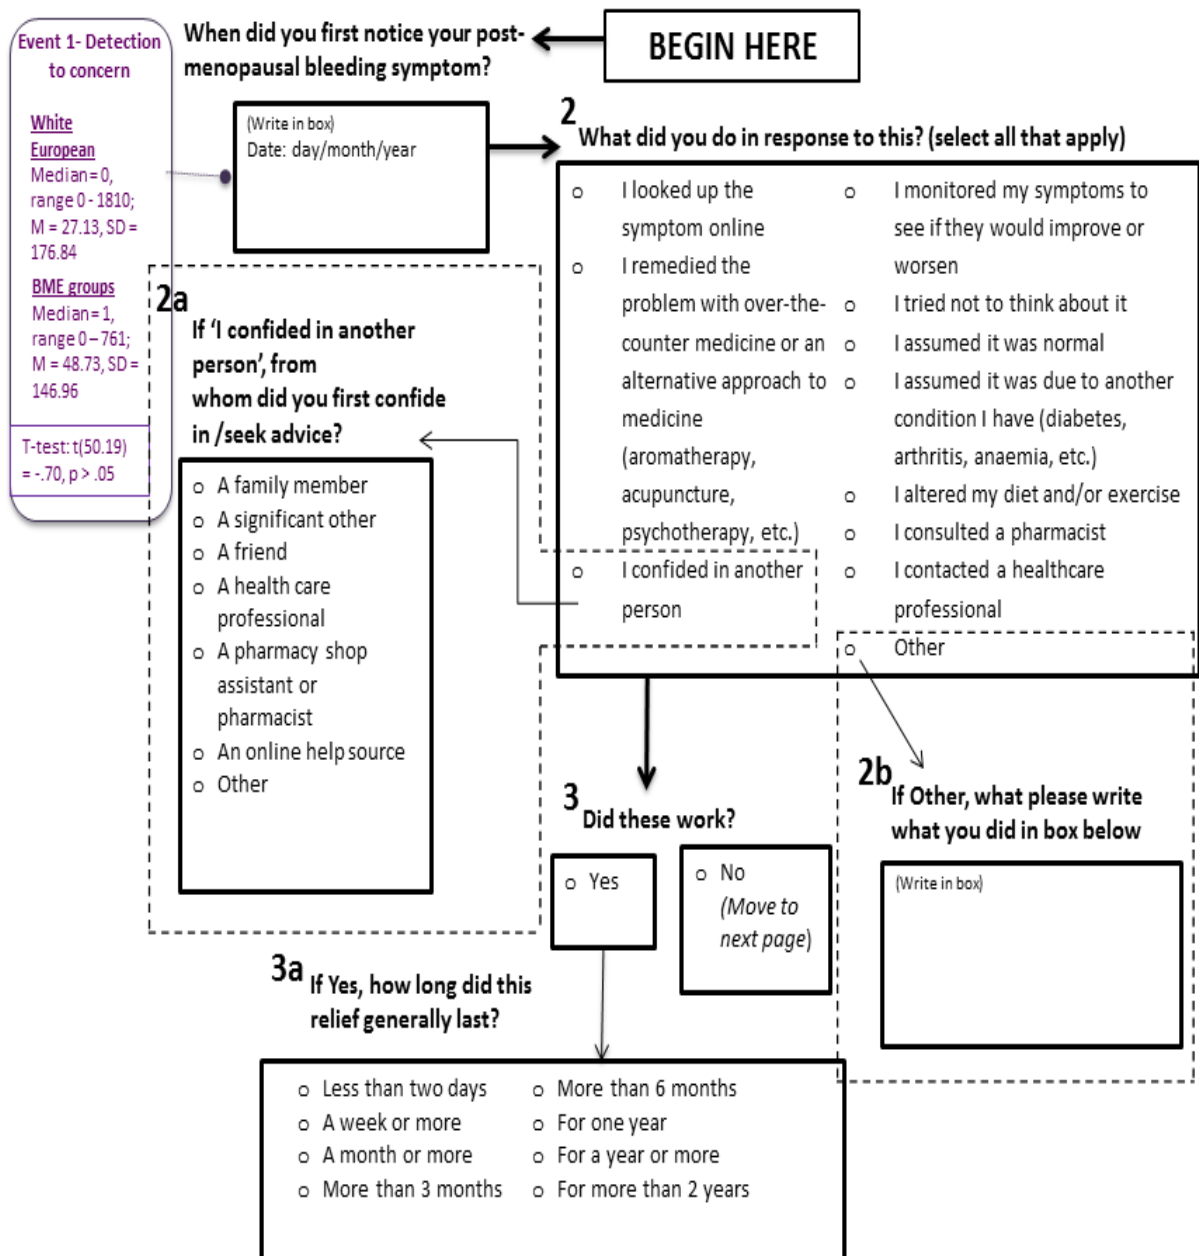 BEGIN HERE
When did you first notice your post-
menopausal bleeding symptom?
(Write in box)
Date: day/month/year
Event 1- Detection
to concern
White
European
Median= 0,
range 0 - 1810;
M = 27.13, SD =
176.84
BME groups
Median= 1,
range 0 – 761;
M = 48.73, SD =
146.96
T-test: t(50.19)
= -.70, p > .05
2
What did you do in response to this? (select all that apply)
o I looked up the
symptom online
o I remedied the
problem with over-the-
counter medicine or an
alternative approach to
medicine
(aromatherapy,
acupuncture,
psychotherapy, etc.)
o I confided in another
person
o I monitored my symptoms to
see if they would improve or
worsen
o I tried not to think about it
o I assumed it was normal
o I assumed it was due to another
condition I have (diabetes,
arthritis, anaemia, etc.)
o I altered my diet and/or exercise
o I consulted a pharmacist
o I contacted a healthcare
professional
o Other
2a
If ‘I confided in another
person’, from
whom did you first confide
in /seek advice?
o A family member
o A significant other
o A friend
o A health care
professional
o A pharmacy shop
assistant or
pharmacist
o An online help source
o Other
2b
If Other, what please write
what you did in box below
(Write in box)
3
Did these work?
o Yes
o No
(Move to
next page)
3a
If Yes, how long did this
relief generally last?
o Less than two days
o A week or more
o A month or more
o More than 3 months
o More than 6 months
o For one year
o For a year or more
o For more than 2 years